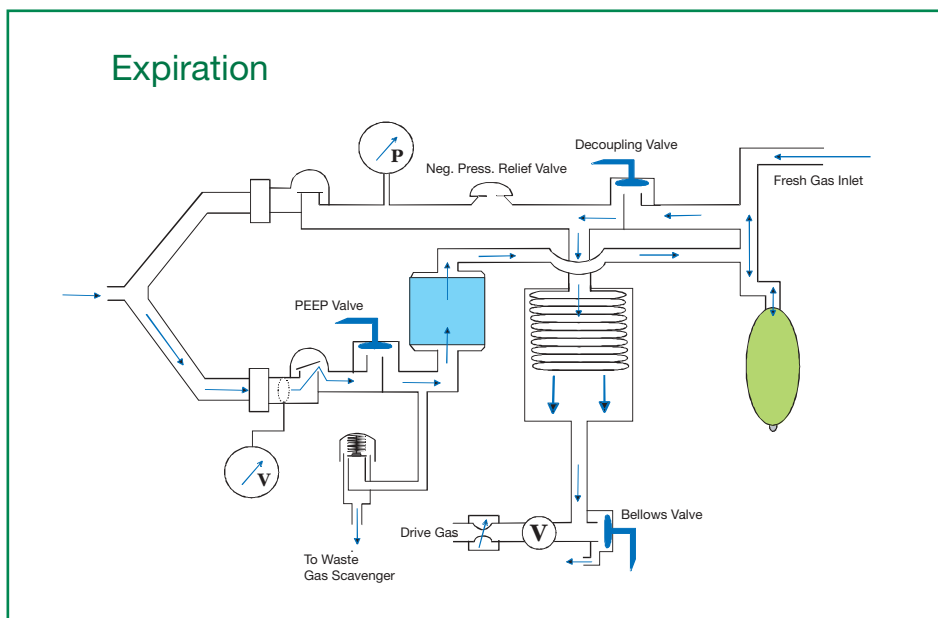 Expiration
P
Neg. Press. Relief Valve
Decoupling Valve
Fresh Gas Inlet
PEEP Valve
V
Drive Gas
V
Bellows Valve
To Waste
Gas Scavenger